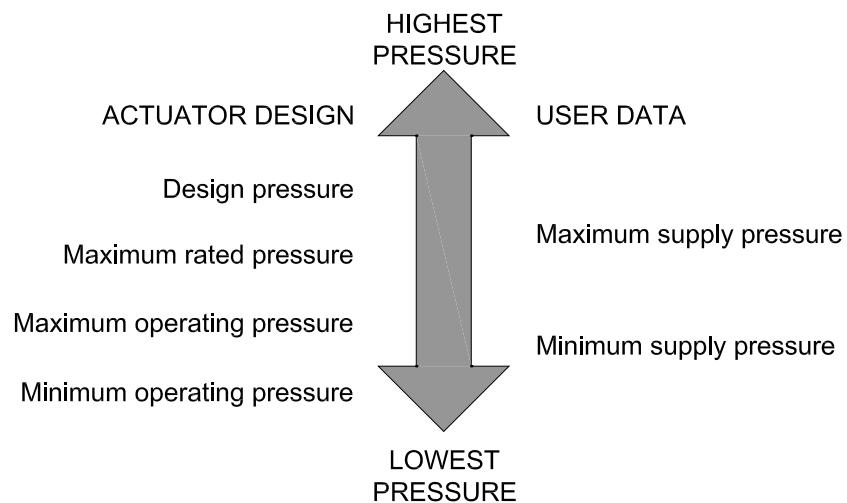 HIGHEST
PRESSURE
ACTUATOR DESIGN
USER DATA
Design pressure
Maximum supply pressure
Maximum rated pressure
Maximum operating pressure
Minimum supply pressure
Minimum operating pressure
LOWEST
PRESSURE